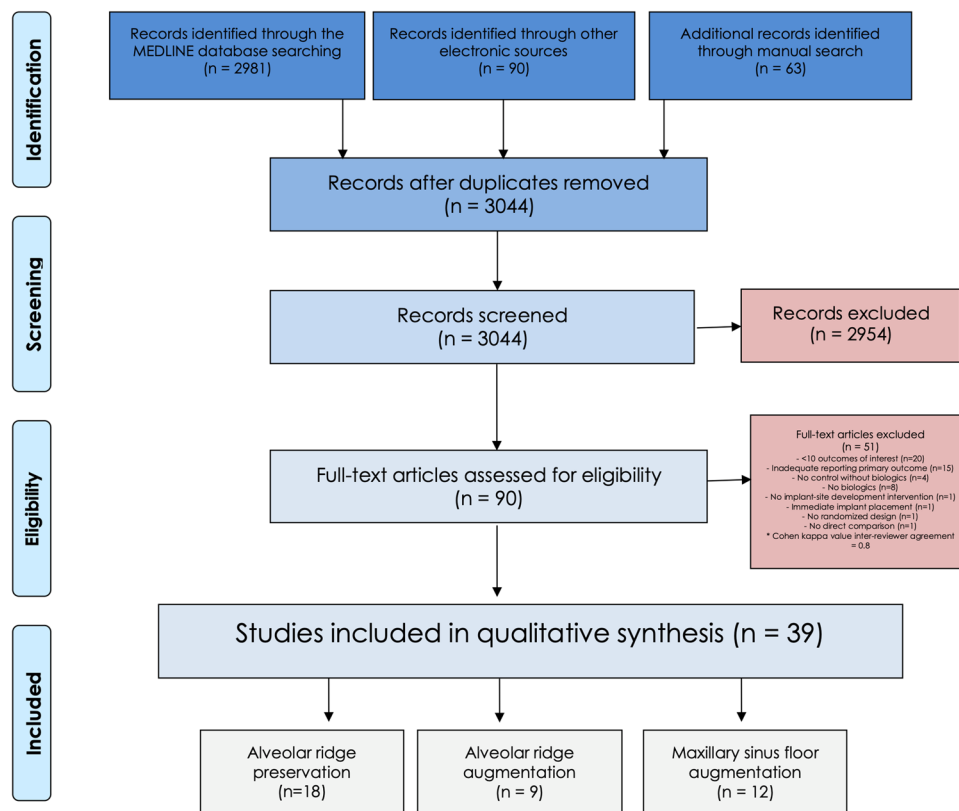 Identification
Records identified through the
MEDLINE database searching
(n = 2981)
Records identified through other
electronic sources
(n = 90)
Additional records identified
through manual search
(n = 63)
Records after duplicates removed
(n = 3044)
Screening
Records screened
(n = 3044)
Records excluded
(n = 2954)
Eligibility
Full-text articles assessed for eligibility
(n = 90)
Full-text articles excluded
(n = 51)
- <10 outcomes of interest (n=20)
- Inadequate reporting primary outcome (n=15)
- No control without biologics (n=4)
- No biologics (n=8)
- No implant-site development intervention (n=1)
- Immediate implant placement (n=1)
- No randomized design (n=1)
- No direct comparison (n=1)
* Cohen kappa value inter-reviewer agreement
= 0.8
Included
Studies included in qualitative synthesis (n = 39)
Alveolar ridge
preservation
(n=18)
Alveolar ridge
augmentation
(n = 9)
Maxillary sinus floor
augmentation
(n = 12)